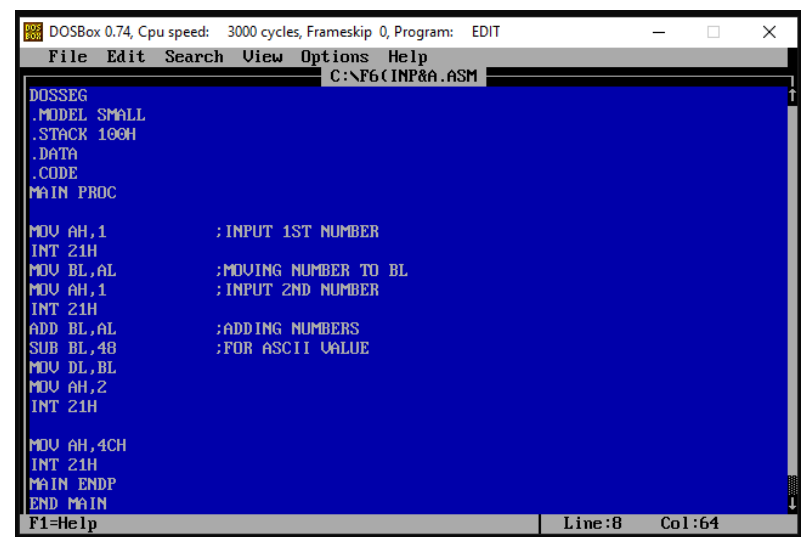 DOSBox 0.74, Cpu speed: 3000 cycles, Frameskip 0, Program: EDIT
File Edit Search View Options Help
C:\F6(INP&A.ASM
DOSSEG
.MODEL SMALL
.STACK 100H
.DATA
.CODE
MAIN PROC
MOV AH,1 ;INPUT 1ST NUMBER
INT 21H
MOV BL,AL ;MOVING NUMBER TO BL
MOV AH,1 ;INPUT 2ND NUMBER
INT 21H
ADD BL,AL ;ADDING NUMBERS
SUB BL,48 ;FOR ASCII VALUE
MOV DL,BL
MOV AH,2
INT 21H
MOV AH,4CH
INT 21H
MAIN ENDP
END MAIN
F1=Help Line:8 Col:64